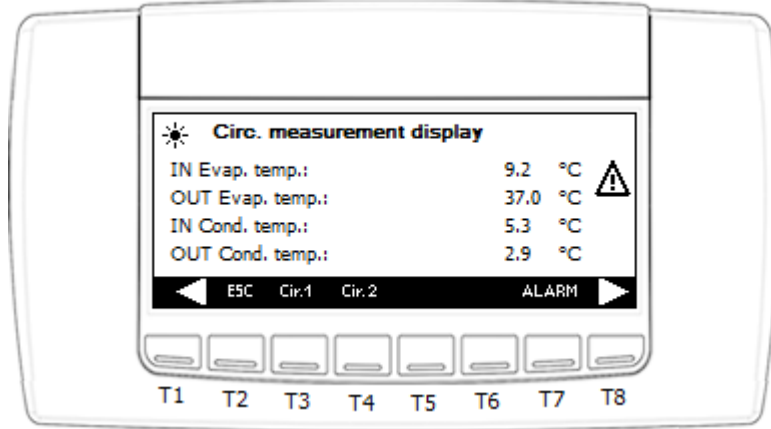 Circ. measurement display
IN Evap. temp.: 9.2 °C
OUT Evap. temp.: 37.0 °C
IN Cond. temp.: 5.3 °C
OUT Cond. temp.: 2.9 °C
ESC Cir.1 Cir.2 ALARM
T1 T2 T3 T4 T5 T6 T7 T8